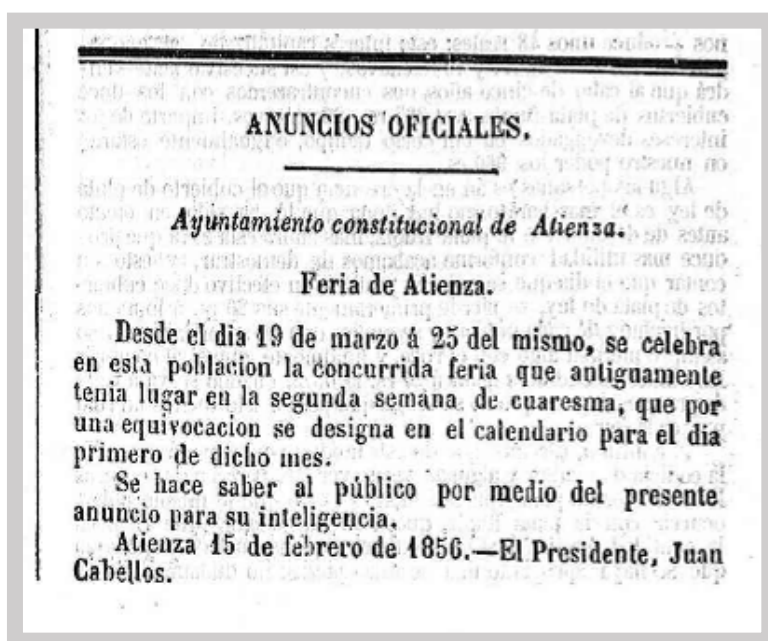 ANUNCIOS OFICIALES.
Ayuntamiento constitucional de Atienza.
Feria de Atienza.
Desde el dia 19 de marzo á 25 del mismo, se celebra
en esta poblacion la concurrida feria que antiguamente
tenia lugar en la segunda semana de cuaresma, que por
una equivocacion se designa en el calendario para el dia
primero de dicho mes.
Se hace saber al público por medio del presente
anuncio para su inteligencia.
Atienza 15 de febrero de 1856.—El Presidente, Juan
Cabellos.